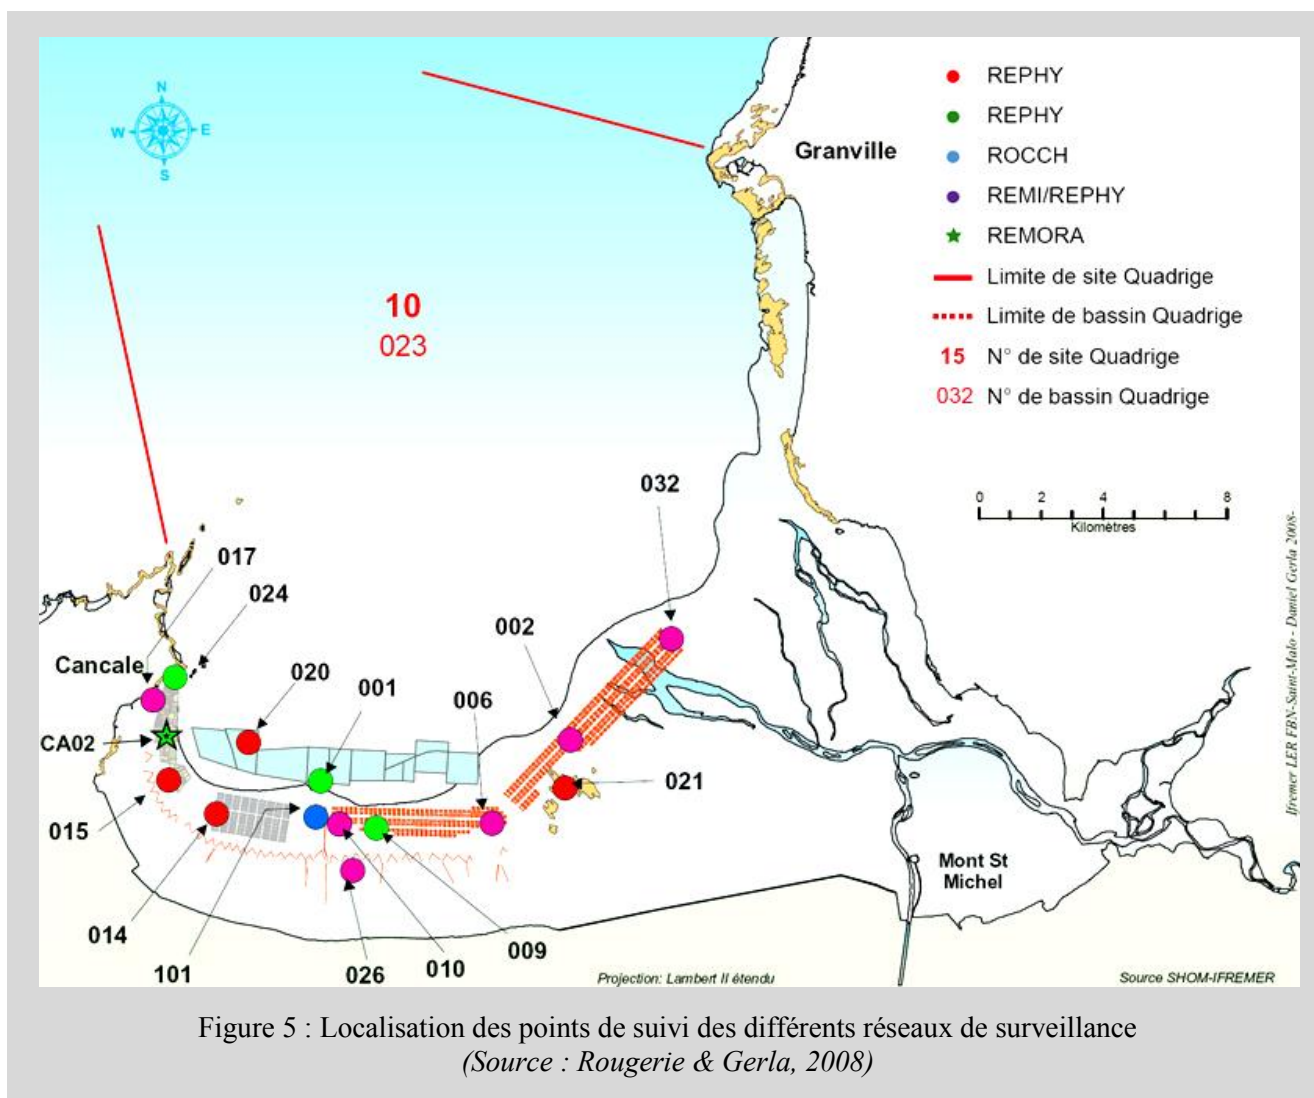 N
W
E
S
Granville
REPHY
REPHY
ROCCH
REMI/REPHY
REMORA
Limite de site Quadrige
Limite de bassin Quadrige
15 N° de site Quadrige
032 N° de bassin Quadrige
10
023
0 2 4 8
Kilomètres
032
017
024
002
Cancale
020
001
006
CA02
021
015
Mont St
Michel
014
009
101
026
010
Projection: Lambert II étendu
Source SHOM-IFREMER
Ifremer LER FBN-Saint-Malo - Daniel Gerla 2008-
Figure 5 : Localisation des points de suivi des différents réseaux de surveillance
(Source : Rougerie & Gerla, 2008)